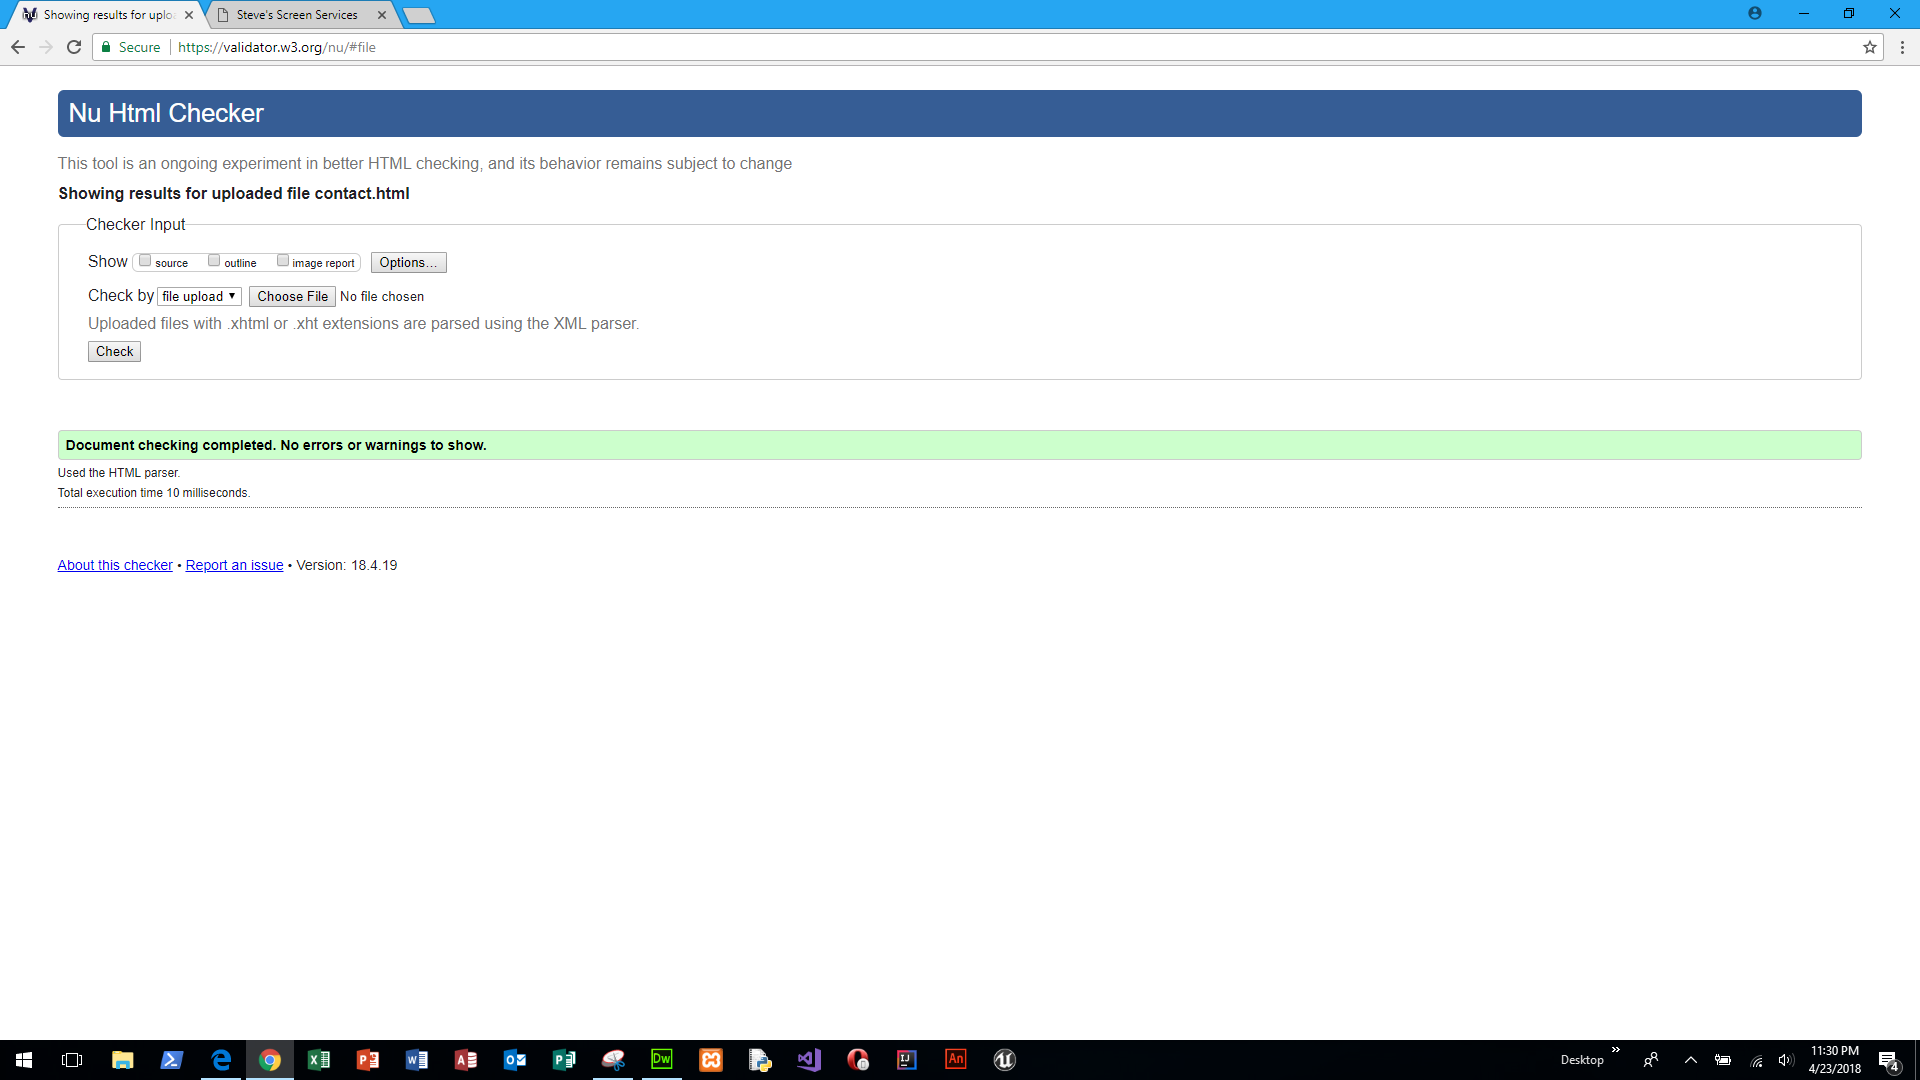 Showing results for uplo
Steve's Screen Services
Secure
https://validator.w3.org/nu/#file
Nu Html Checker
This tool is an ongoing experiment in better HTML checking, and its behavior remains subject to change
Showing results for uploaded file contact.html
Checker Input
Show source outline image report Options...
Check by file upload Choose File No file chosen
Uploaded files with .xhtml or .xht extensions are parsed using the XML parser.
Check
Document checking completed. No errors or warnings to show.
Used the HTML parser.
Total execution time 10 milliseconds.
About this checker • Report an issue • Version: 18.4.19
Dw
An
Desktop
11:30 PM
4/23/2018
4